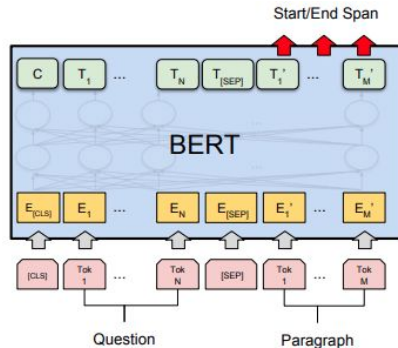 Start/End Span
C T1 ... TN T[SEP] T1' ... TM'
BERT
E[CLS] E1 ... EN E[SEP] E1' ... EM'
[CLS] Tok 1 ... Tok N [SEP] Tok 1 ... Tok M
Question Paragraph